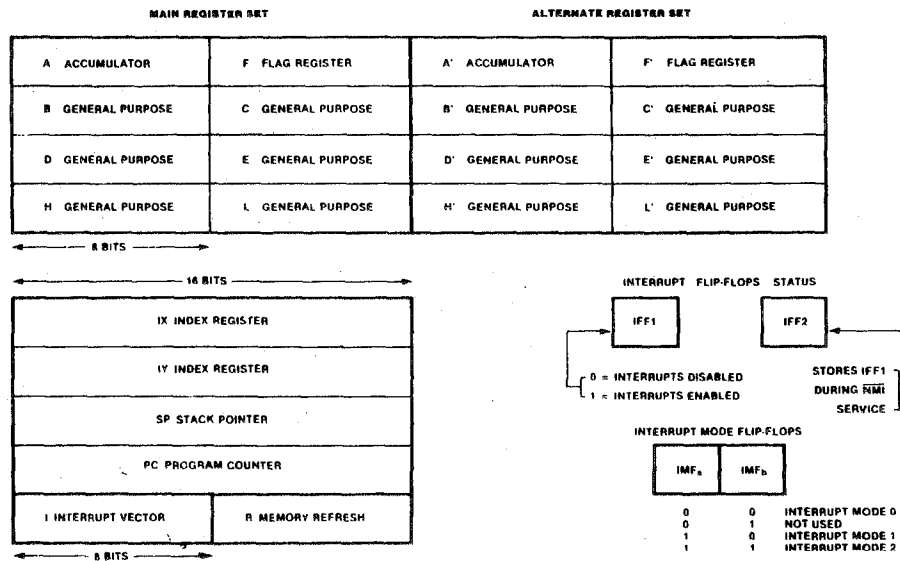 MAIN REGISTER SET
ALTERNATE REGISTER SET
A ACCUMULATOR
F FLAG REGISTER
A' ACCUMULATOR
F' FLAG REGISTER
B GENERAL PURPOSE
C GENERAL PURPOSE
B' GENERAL PURPOSE
C' GENERAL PURPOSE
D GENERAL PURPOSE
E GENERAL PURPOSE
D' GENERAL PURPOSE
E' GENERAL PURPOSE
H GENERAL PURPOSE
L GENERAL PURPOSE
H' GENERAL PURPOSE
L' GENERAL PURPOSE
8 BITS
16 BITS
IX INDEX REGISTER
IY INDEX REGISTER
SP STACK POINTER
PC PROGRAM COUNTER
I INTERRUPT VECTOR
R MEMORY REFRESH
8 BITS
INTERRUPT FLIP-FLOPS STATUS
IFF1
IFF2
0 = INTERRUPTS DISABLED
1 = INTERRUPTS ENABLED
STORES IFF1
DURING NMI
SERVICE
INTERRUPT MODE FLIP-FLOPS
IMFa
IMFb
0 0 INTERRUPT MODE 0
0 1 NOT USED
1 0 INTERRUPT MODE 1
1 1 INTERRUPT MODE 2